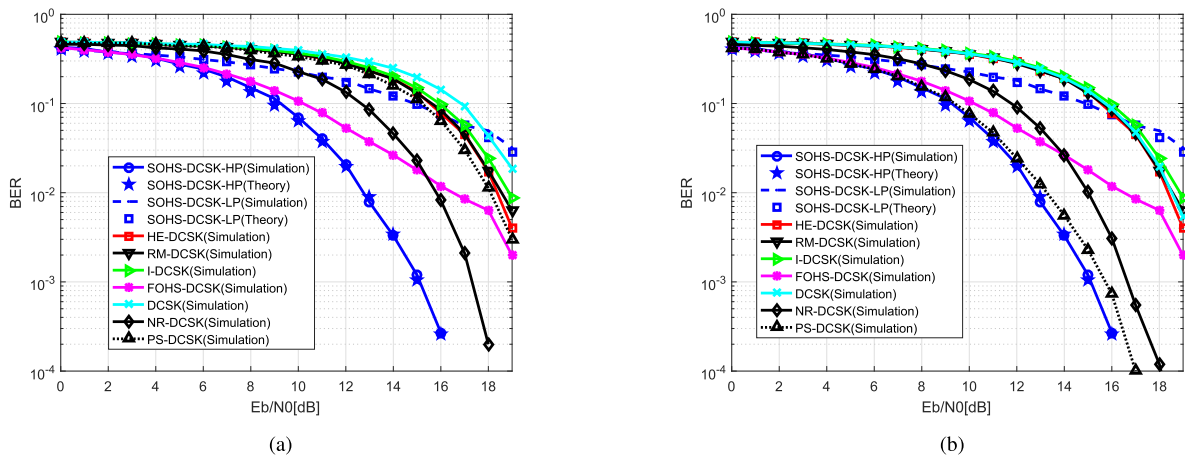 10^0
10^-1
10^-2
10^-3
10^-4
BER
SOHS-DCSK-HP(Simulation)
SOHS-DCSK-HP(Theory)
SOHS-DCSK-LP(Simulation)
SOHS-DCSK-LP(Theory)
HE-DCSK(Simulation)
RM-DCSK(Simulation)
I-DCSK(Simulation)
FOHS-DCSK(Simulation)
DCSK(Simulation)
NR-DCSK(Simulation)
PS-DCSK(Simulation)
0 2 4 6 8 10 12 14 16 18
Eb/N0[dB]
(a)
10^0
10^-1
10^-2
10^-3
10^-4
BER
SOHS-DCSK-HP(Simulation)
SOHS-DCSK-HP(Theory)
SOHS-DCSK-LP(Simulation)
SOHS-DCSK-LP(Theory)
HE-DCSK(Simulation)
RM-DCSK(Simulation)
I-DCSK(Simulation)
FOHS-DCSK(Simulation)
DCSK(Simulation)
NR-DCSK(Simulation)
PS-DCSK(Simulation)
0 2 4 6 8 10 12 14 16 18
Eb/N0[dB]
(b)